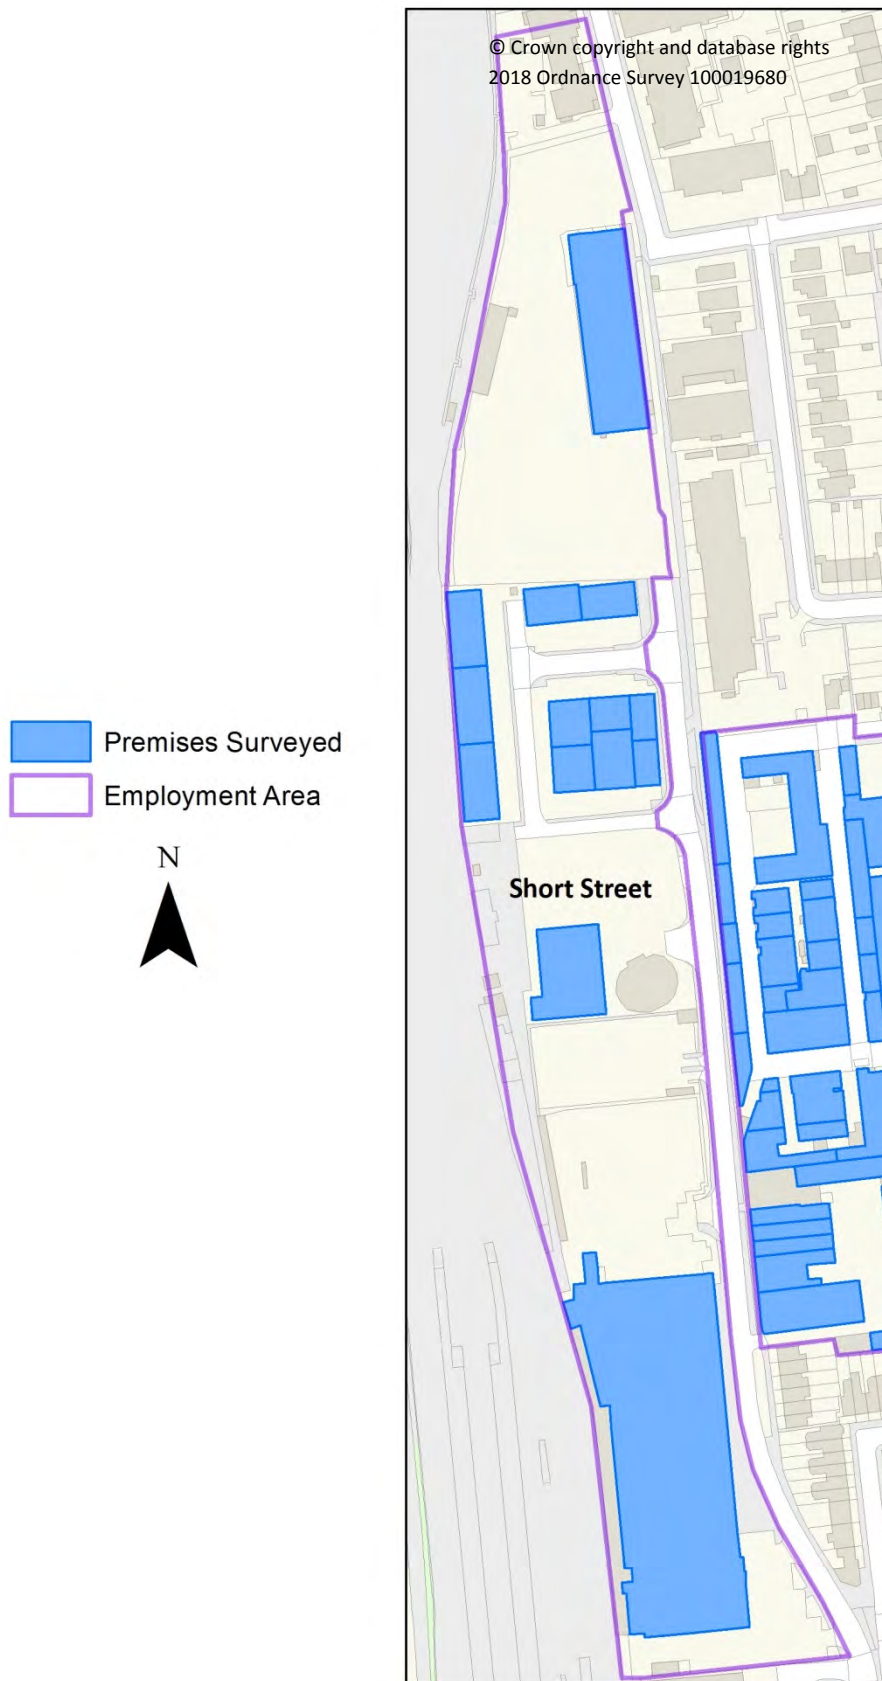 © Crown copyright and database rights
2018 Ordnance Survey 100019680
Premises Surveyed
Employment Area
N
Short Street